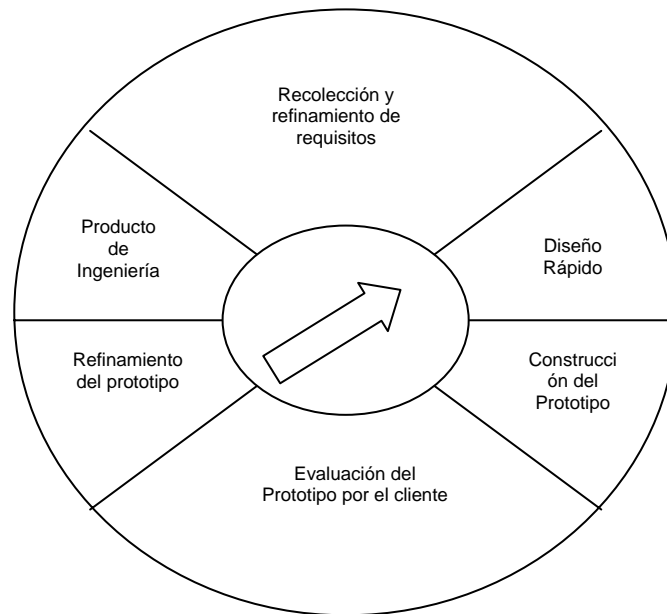 Recolección y
refinamiento de
requisitos
Producto
de
Ingeniería
Diseño
Rápido
Refinamiento
del prototipo
Construcci
ón del
Prototipo
Evaluación del
Prototipo por el cliente